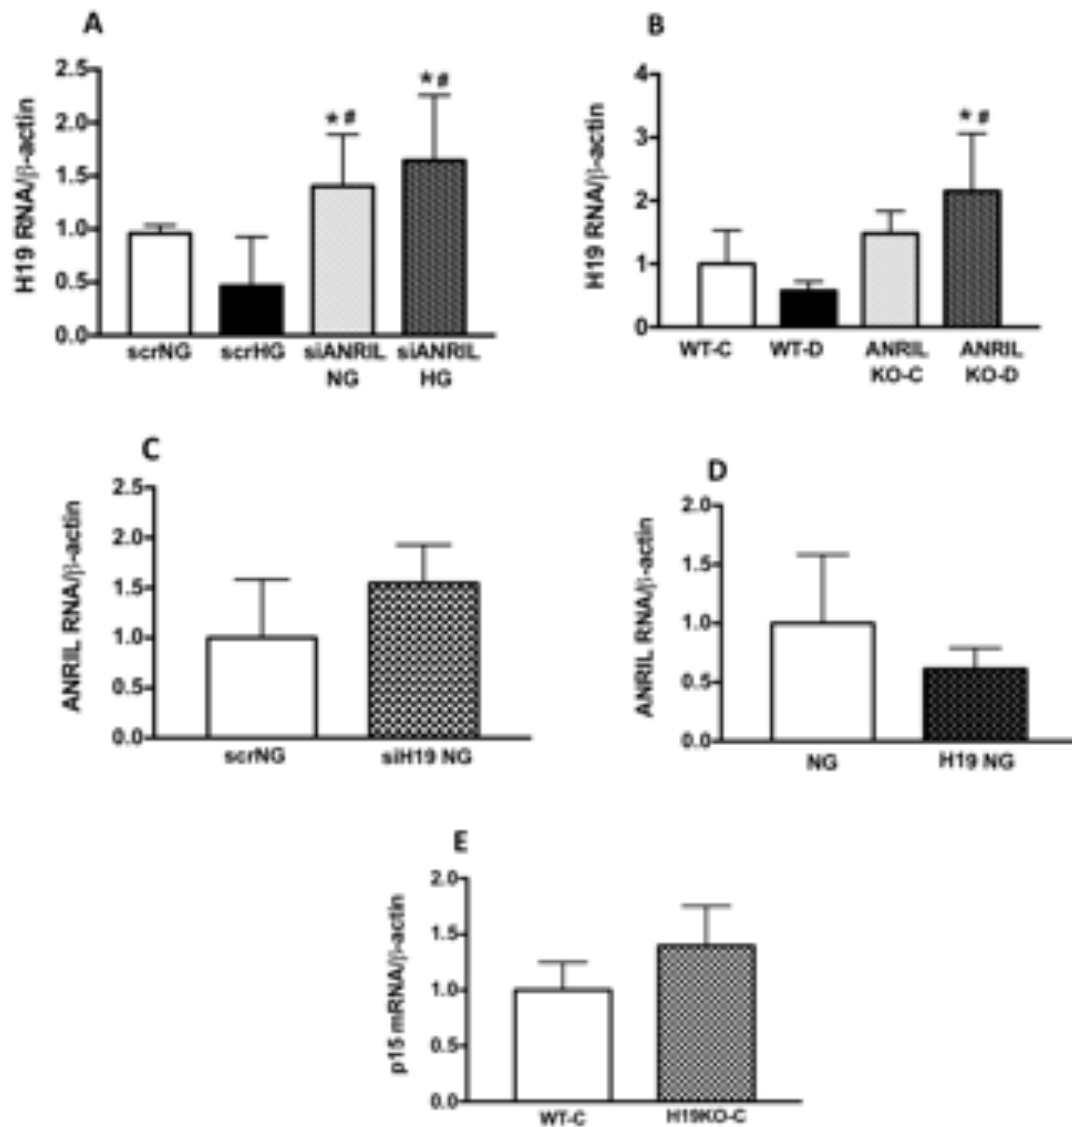 A
H19 RNA/β-actin
2.5
2.0
1.5
1.0
0.5
0.0
*#
*#
scrNG
scrHG
siANRIL
NG
siANRIL
HG
B
H19 RNA/β-actin
4
3
2
1
0
*#
WT-C
WT-D
ANRIL
KO-C
ANRIL
KO-D
C
ANRIL RNA/β-actin
2.5
2.0
1.5
1.0
0.5
0.0
scrNG
siH19 NG
D
ANRIL RNA/β-actin
2.0
1.5
1.0
0.5
0.0
NG
H19 NG
E
p15 mRNA/β-actin
2.0
1.5
1.0
0.5
0.0
WT-C
H19KO-C